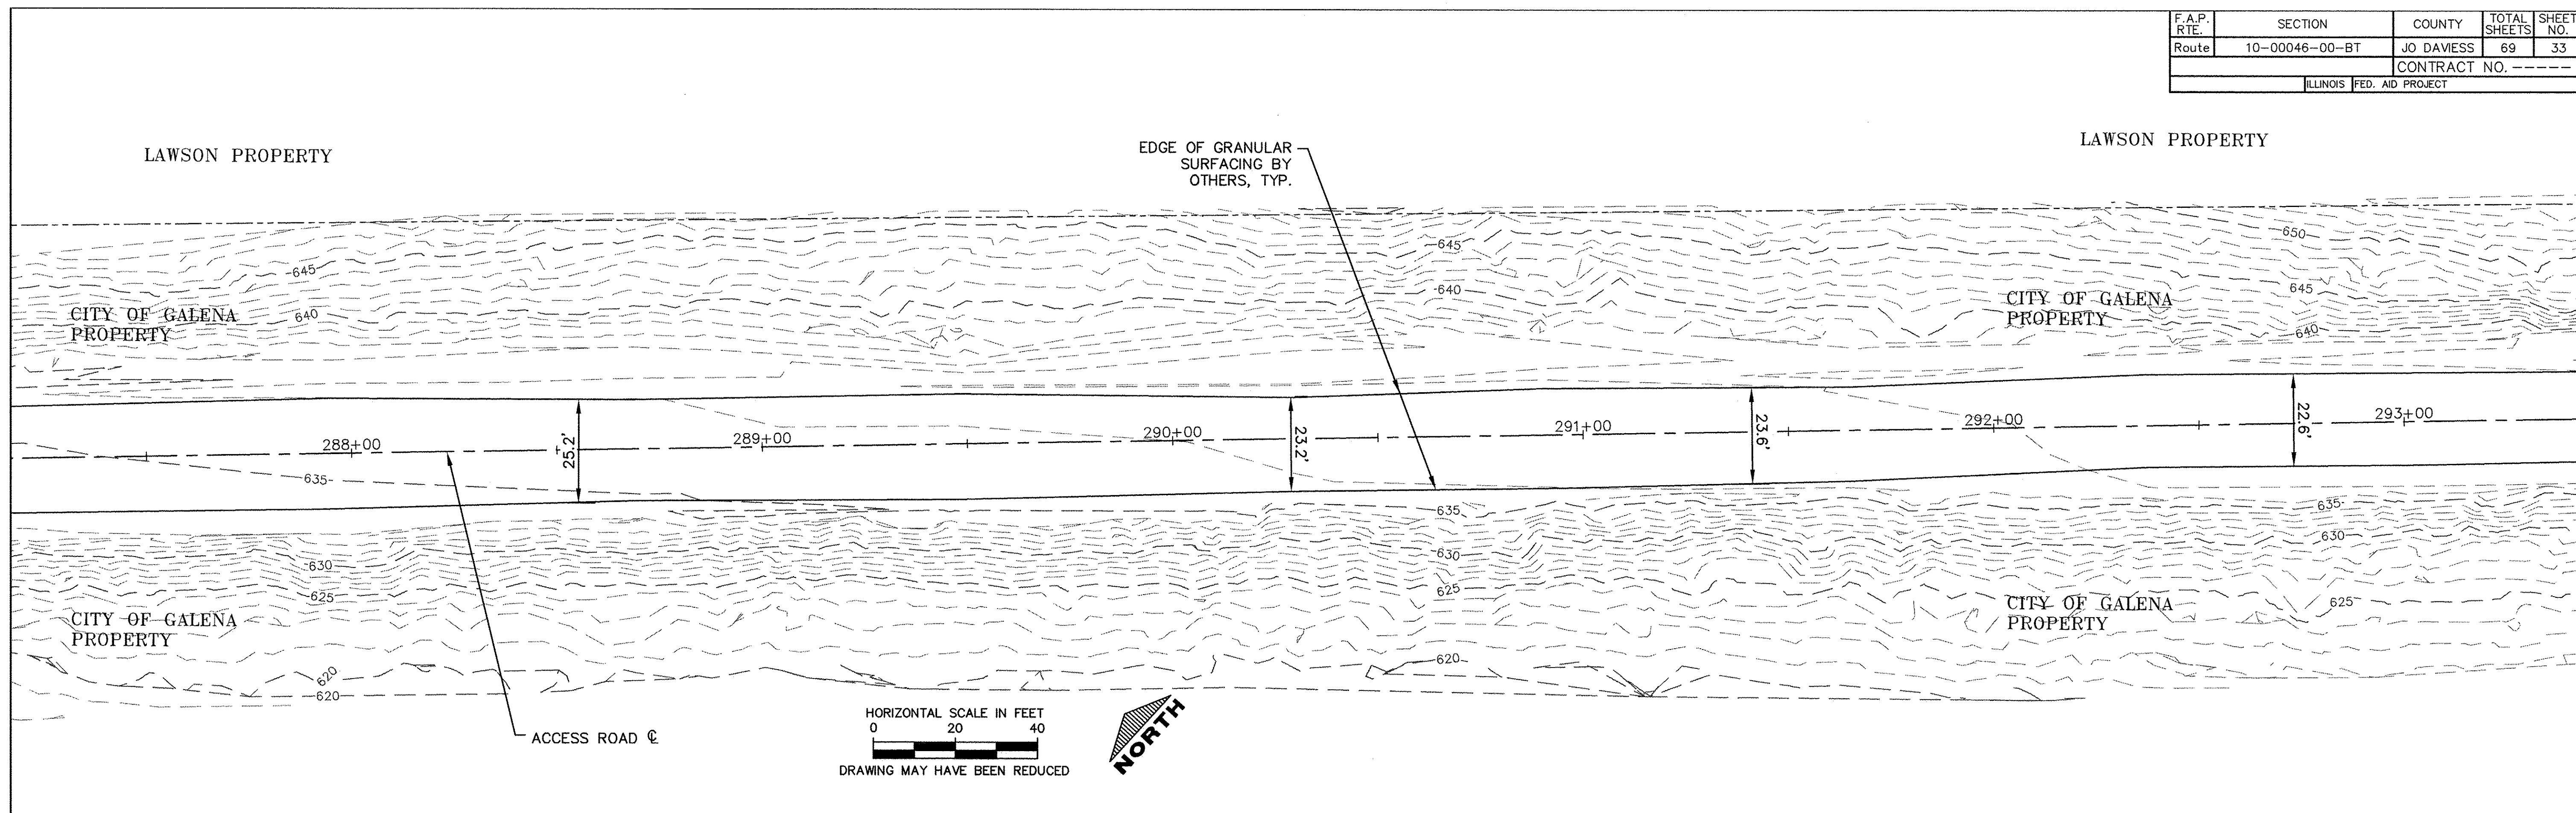 F.A.P. RTE. SECTION COUNTY TOTAL SHEETS SHEET NO.
Route 10-00046-00-BT JO DAVIESS 69 33
CONTRACT NO. -----
ILLINOIS FED. AID PROJECT
LAWSON PROPERTY
EDGE OF GRANULAR
SURFACING BY
OTHERS, TYP.
LAWSON PROPERTY
645
650
645
640
645
CITY OF GALENA
PROPERTY
640
CITY OF GALENA
PROPERTY
640
288+00
289+00
290+00
291+00
292+00
293+00
25.2'
23.2'
23.6'
22.6'
635
635
635
630
630
630
625
625
625
CITY OF GALENA
PROPERTY
CITY OF GALENA
PROPERTY
620
620
620
ACCESS ROAD ℄
HORIZONTAL SCALE IN FEET
0 20 40
DRAWING MAY HAVE BEEN REDUCED
NORTH